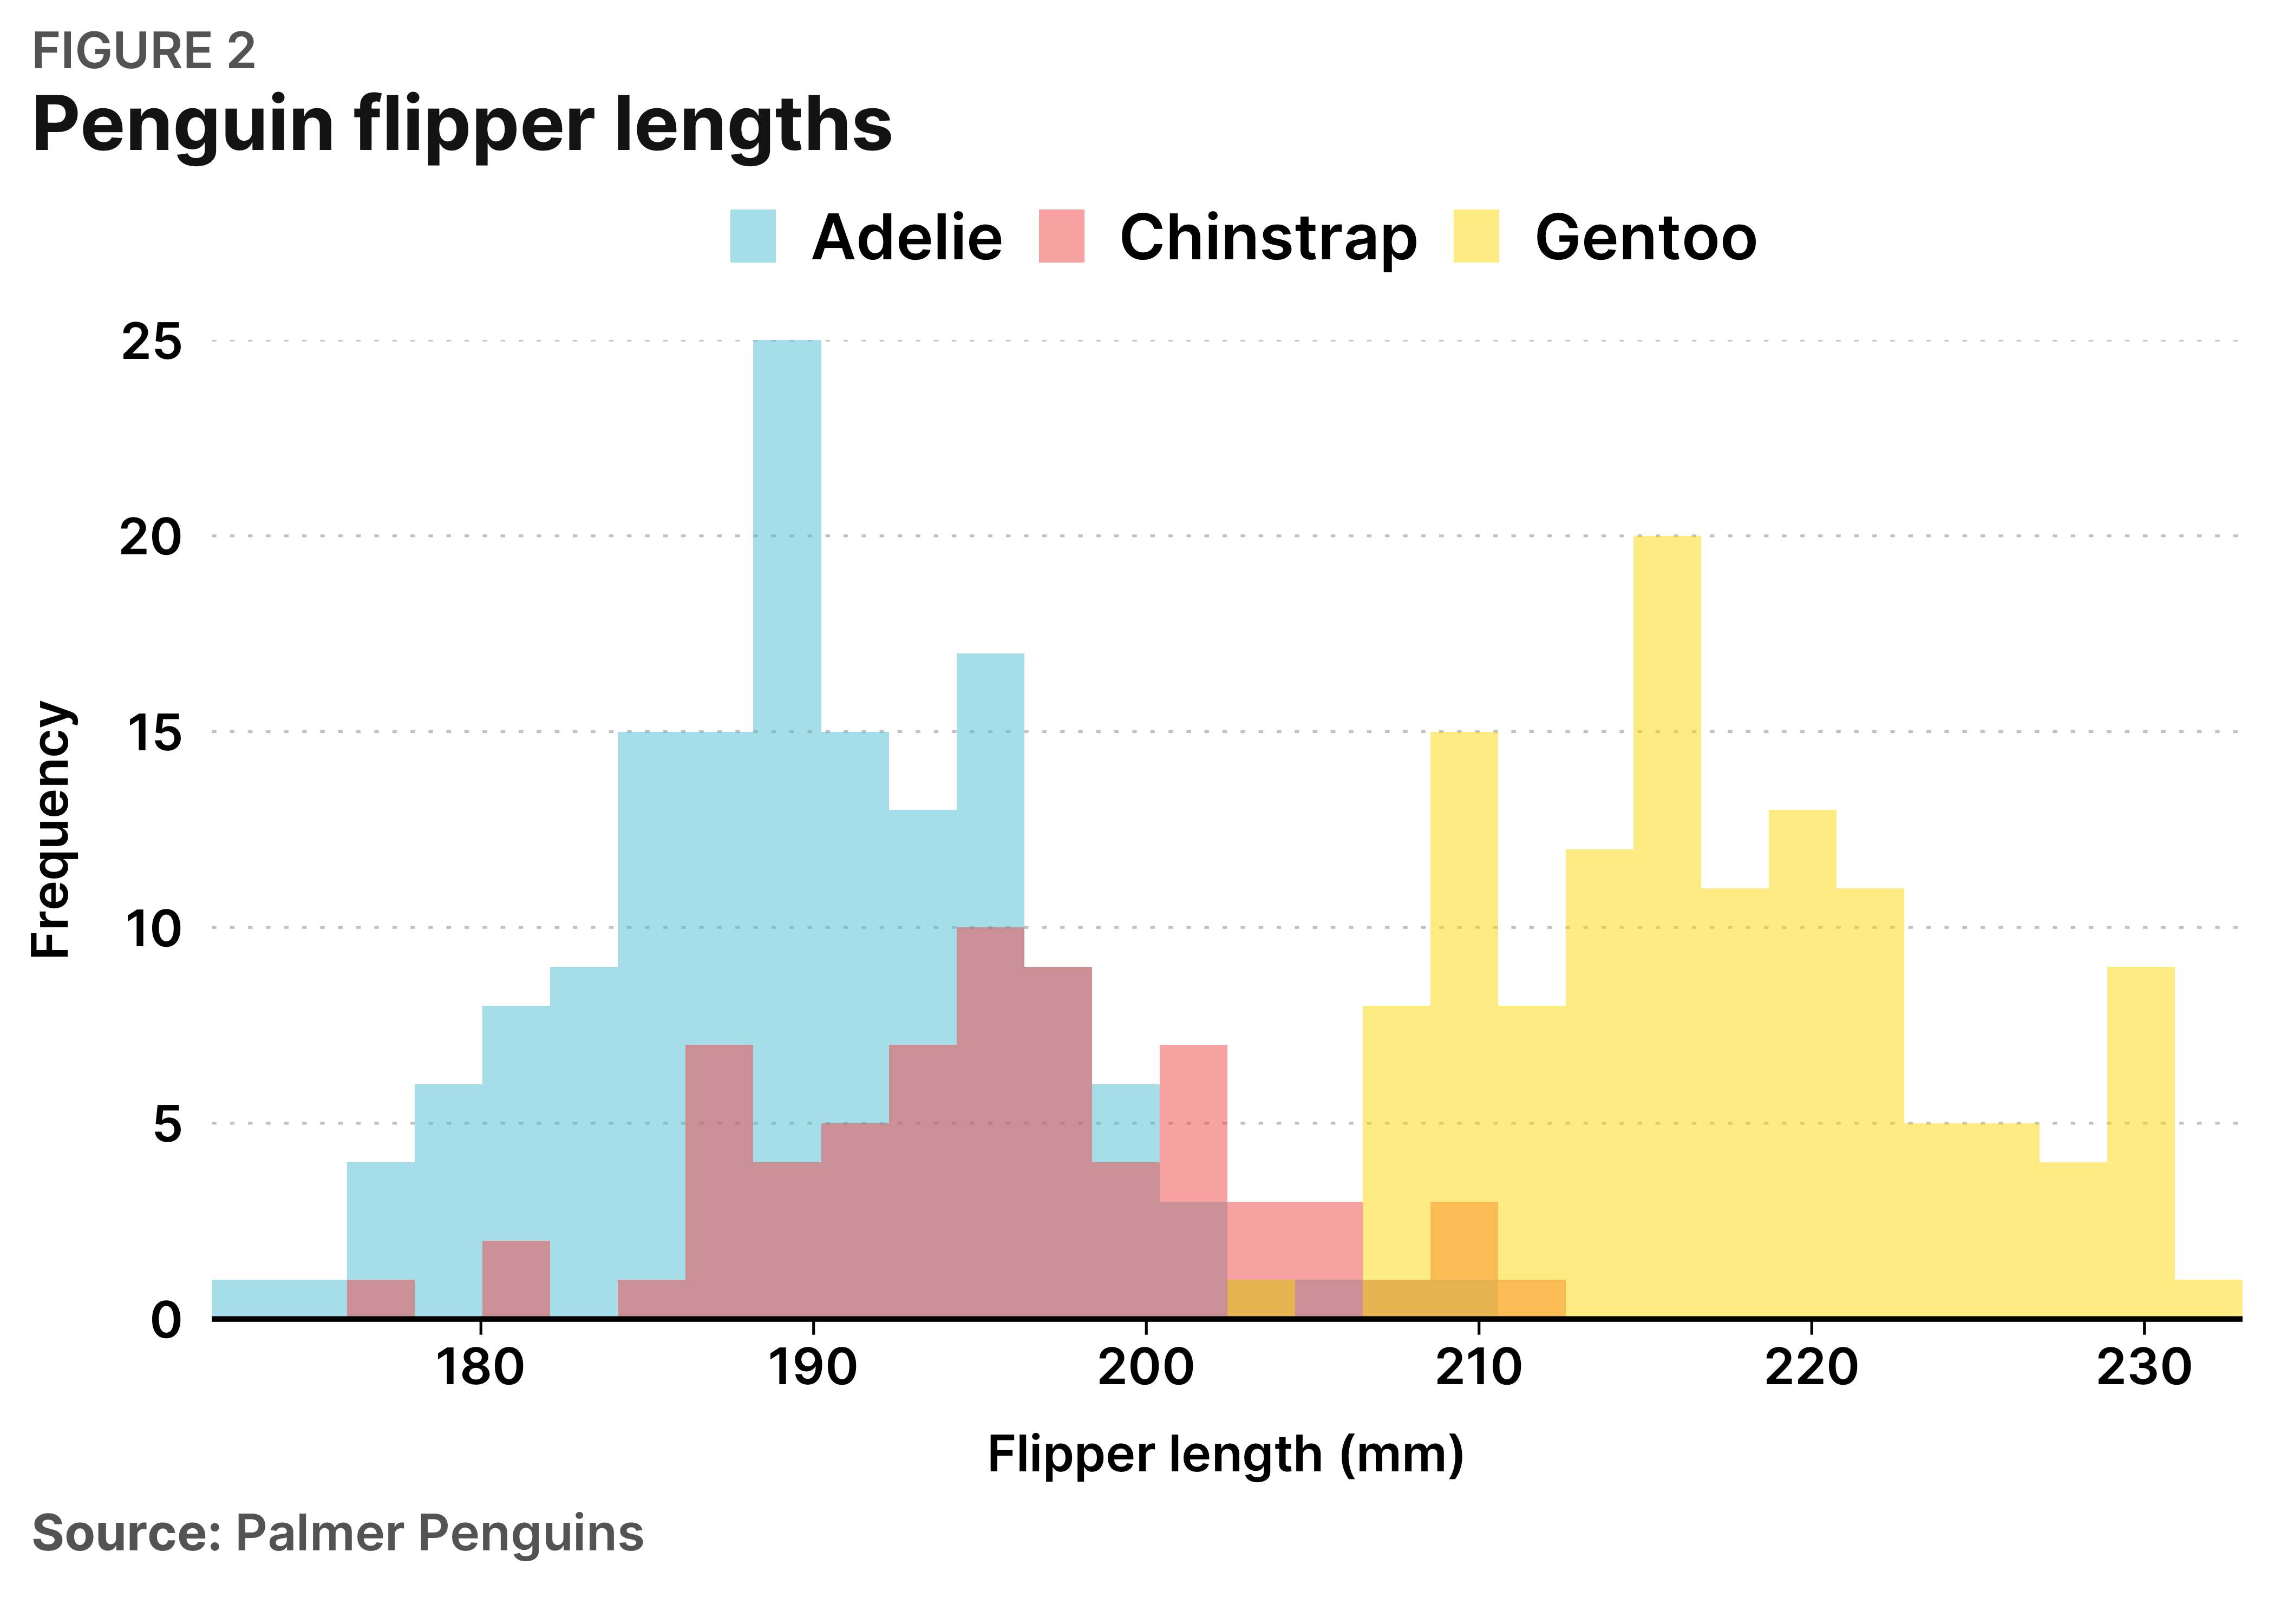 FIGURE 2
Penguin flipper lengths
Adelie Chinstrap Gentoo
25
20
15
10
5
0
Frequency
180 190 200 210 220 230
Flipper length (mm)
Source: Palmer Penguins